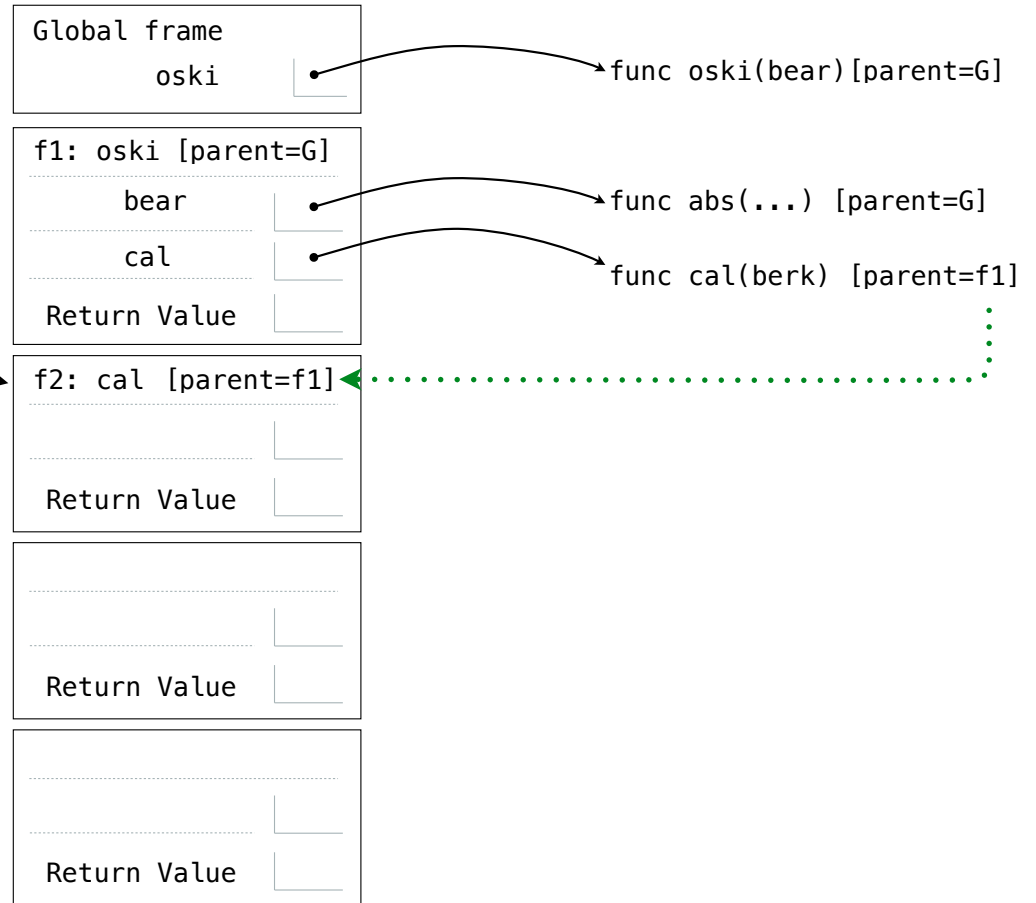 Global frame
oski
func oski(bear)[parent=G]
f1: oski [parent=G]
bear
func abs(...) [parent=G]
cal
func cal(berk) [parent=f1]
Return Value
f2: cal [parent=f1]
Return Value
Return Value
Return Value